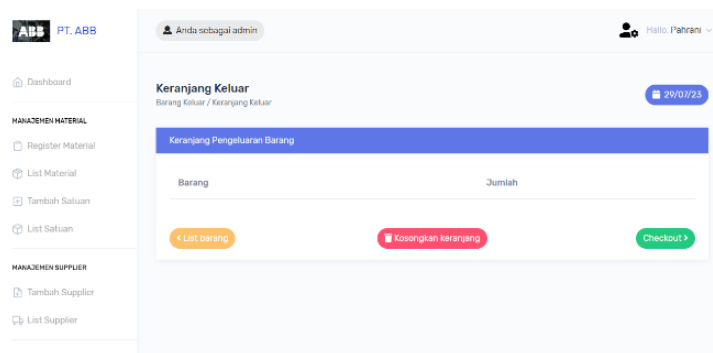 ABB PT. ABB
Anda sebagai admin
Hallo, Pahrani
Dashboard
MANAJEMEN MATERIAL
Register Material
List Material
Tambah Satuan
List Satuan
MANAJEMEN SUPPLIER
Tambah Supplier
List Supplier
Keranjang Keluar
Barang Keluar / Keranjang Keluar
29/07/23
Keranjang Pengeluaran Barang
Barang Jumlah
List barang
Kosongkan keranjang
Checkout